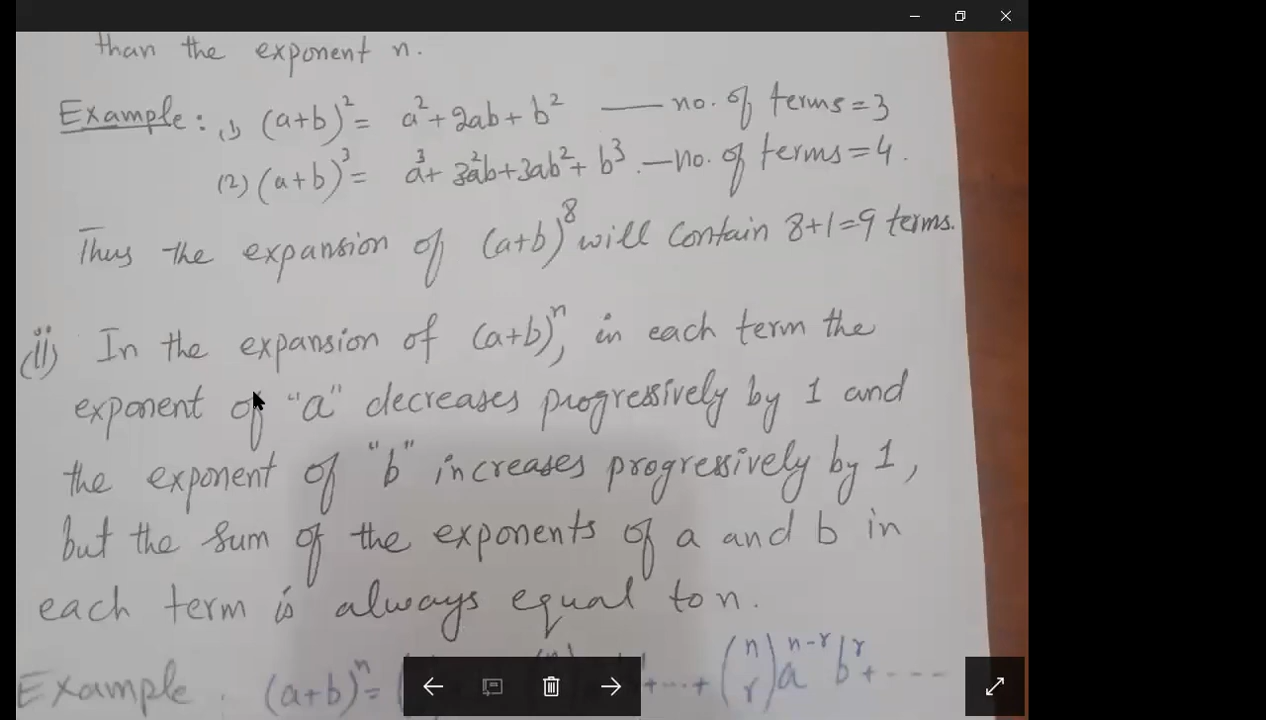 than the exponent n.
Example: (1) (a+b)² = a² + 2ab + b² — no. of terms = 3
(2) (a+b)³ = a³ + 3a²b + 3ab² + b³. — no. of terms = 4.
Thus the expansion of (a+b)⁸ will contain 8+1=9 terms.
(ii) In the expansion of (a+b)ⁿ, in each term the
exponent of "a" decreases progressively by 1 and
the exponent of "b" increases progressively by 1,
but the sum of the exponents of a and b in
each term is always equal to n.
Example. (a+b)ⁿ = +...+ (n r) aⁿ⁻ʳ bʳ + ---